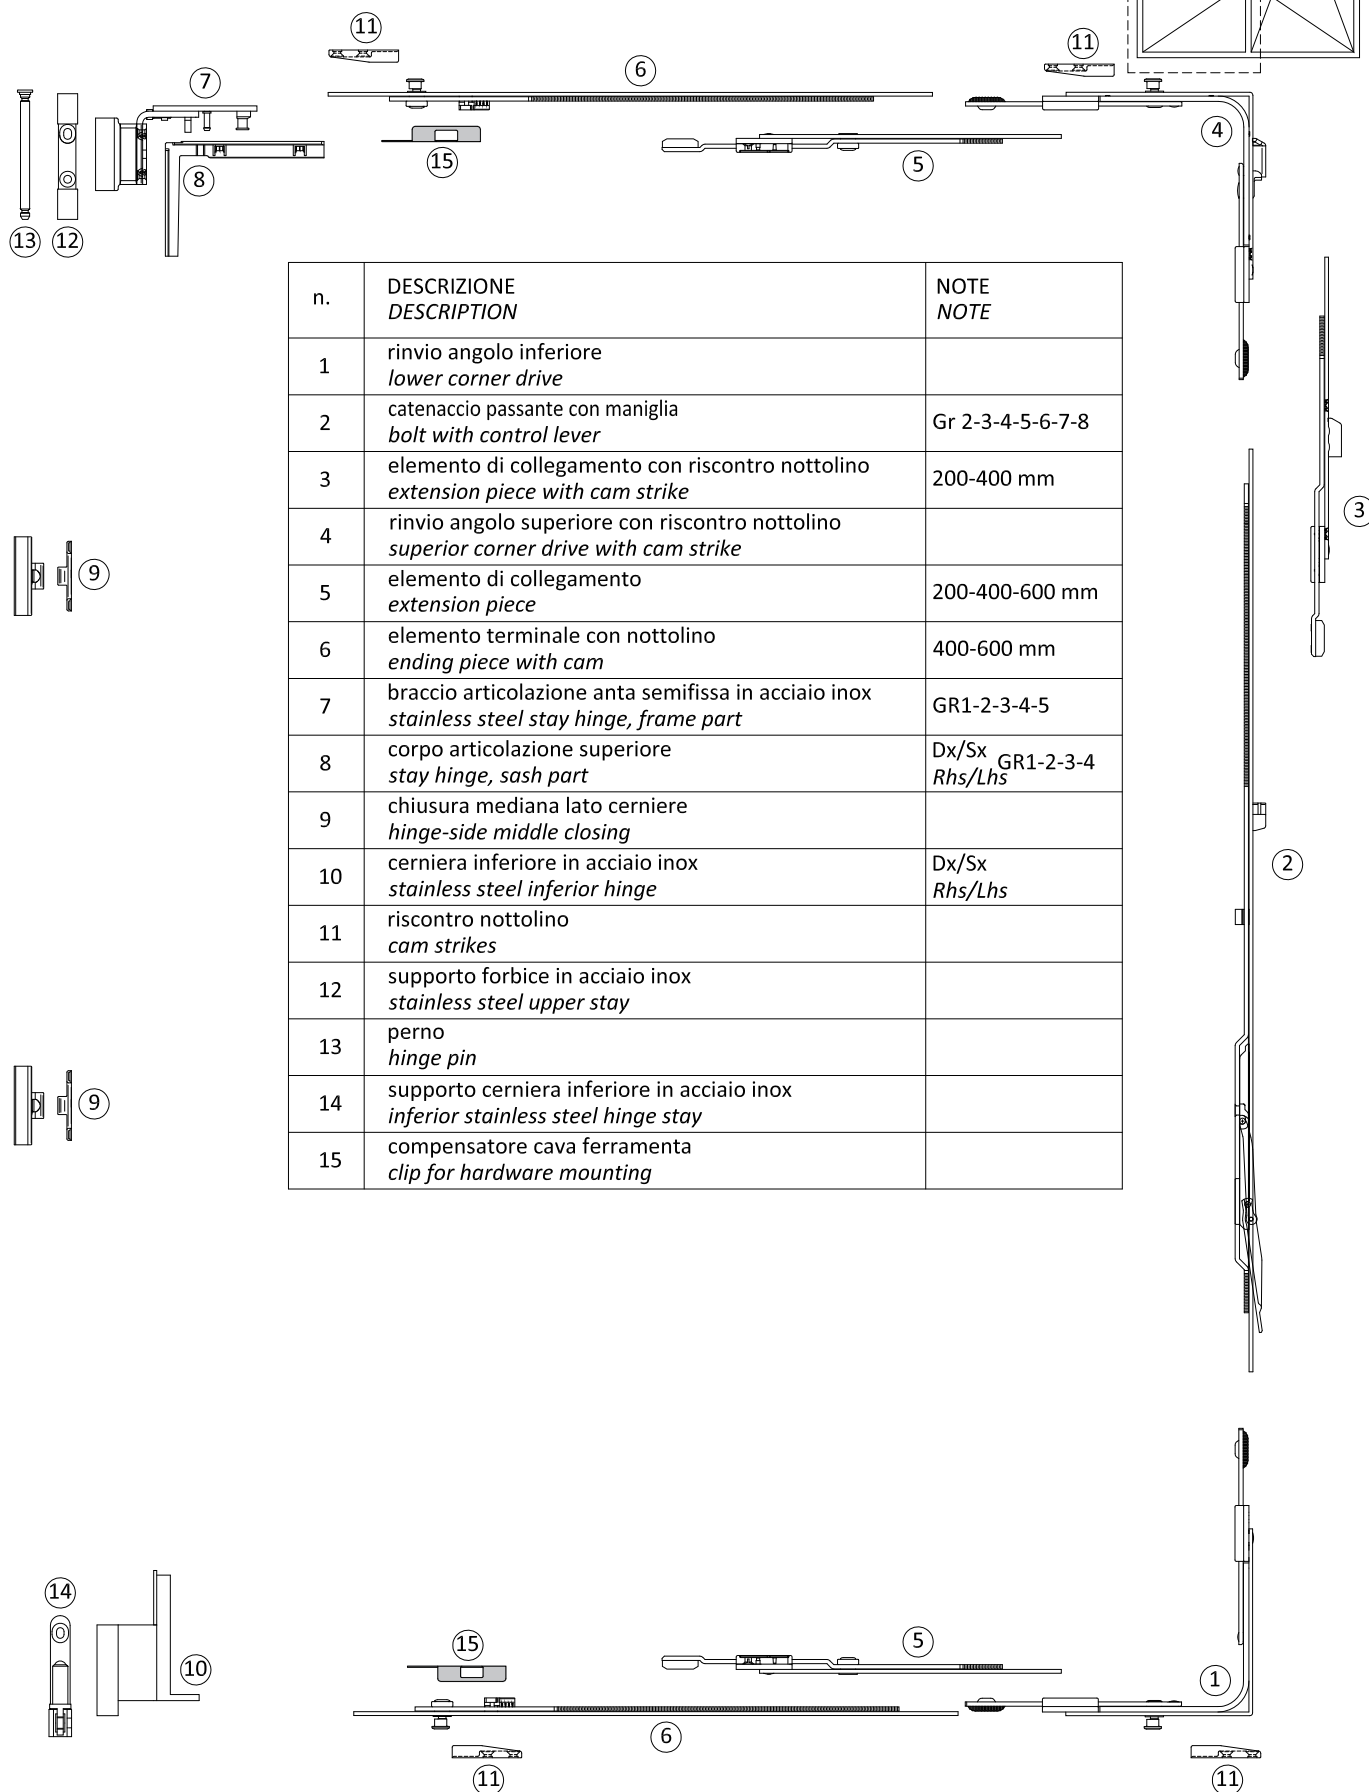 11
11
6
7
4
15
5
8
13
12
n.
DESCRIZIONE
DESCRIPTION
NOTE
NOTE
1
rinvio angolo inferiore
lower corner drive
2
catenaccio passante con maniglia
bolt with control lever
Gr 2-3-4-5-6-7-8
3
elemento di collegamento con riscontro nottolino
extension piece with cam strike
200-400 mm
4
rinvio angolo superiore con riscontro nottolino
superior corner drive with cam strike
5
elemento di collegamento
extension piece
200-400-600 mm
6
elemento terminale con nottolino
ending piece with cam
400-600 mm
7
braccio articolazione anta semifissa in acciaio inox
stainless steel stay hinge, frame part
GR1-2-3-4-5
8
corpo articolazione superiore
stay hinge, sash part
Dx/Sx GR1-2-3-4
Rhs/Lhs
9
chiusura mediana lato cerniere
hinge-side middle closing
10
cerniera inferiore in acciaio inox
stainless steel inferior hinge
Dx/Sx
Rhs/Lhs
11
riscontro nottolino
cam strikes
12
supporto forbice in acciaio inox
stainless steel upper stay
13
perno
hinge pin
14
supporto cerniera inferiore in acciaio inox
inferior stainless steel hinge stay
15
compensatore cava ferramenta
clip for hardware mounting
3
9
2
9
14
15
5
10
1
6
11
11